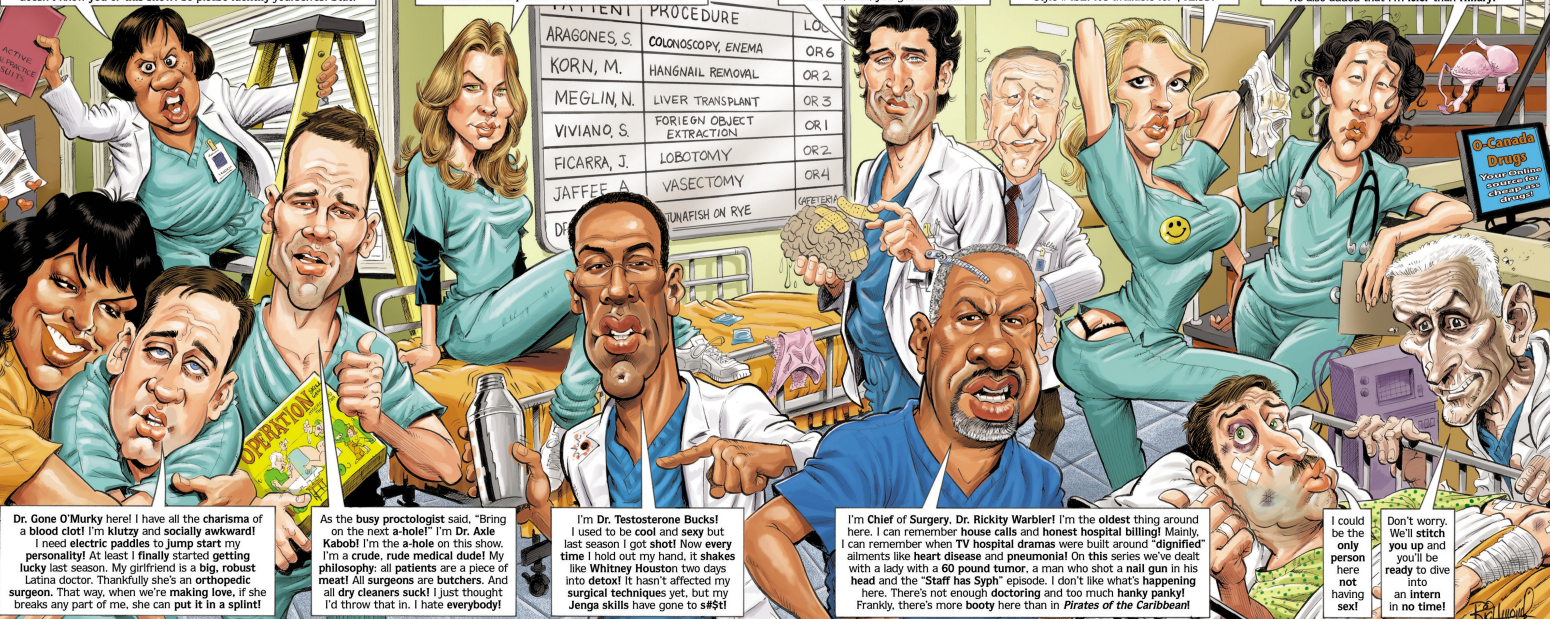 He also added that I'm
ACTIVE
MALPRACTICE
SUITS
PATIENT
PROCEDURE
ARAGONES, S.
COLONOSCOPY, ENEMA
OR 6
KORN, M.
HANGNAIL REMOVAL
OR 2
MEGLIN, N.
LIVER TRANSPLANT
OR 3
VIVIANO, S.
FORIEGN OBJECT
EXTRACTION
OR 1
FICARRA, J.
LOBOTOMY
OR 2
JAFFEE, A.
VASECTOMY
OR 4
TUNAFISH ON RYE
CAFETERIA
O-Canada
Drugs
Your Online
source for
cheap-ass
drugs!
OPERATION
Dr. Gone O'Murky here! I have all the charisma of
a blood clot! I'm klutzy and socially awkward!
I need electric paddles to jump start my
personality! At least I finally started getting
lucky last season. My girlfriend is a big, robust
Latina doctor. Thankfully she's an orthopedic
surgeon. That way, when we're making love, if she
breaks any part of me, she can put it in a splint!
As the busy proctologist said, "Bring
on the next a-hole!" I'm Dr. Axle
Kabob! I'm the a-hole on this show.
I'm a crude, rude medical dude! My
philosophy: all patients are a piece of
meat! All surgeons are butchers. And
all dry cleaners suck! I just thought
I'd throw that in. I hate everybody!
I'm Dr. Testosterone Bucks!
I used to be cool and sexy but
last season I got shot! Now every
time I hold out my hand, it shakes
like Whitney Houston two days
into detox! It hasn't affected my
surgical techniques yet, but my
Jenga skills have gone to s#$t!
I'm Chief of Surgery, Dr. Rickity Warbler! I'm the oldest thing around
here. I can remember house calls and honest hospital billing! Mainly,
I can remember when TV hospital dramas were built around "dignified"
ailments like heart disease and pneumonia! On this series we've dealt
with a lady with a 60 pound tumor, a man who shot a nail gun in his
head and the "Staff has Syph" episode. I don't like what's happening
here. There's not enough doctoring and too much hanky panky!
Frankly, there's more booty here than in Pirates of the Caribbean!
I could
be the
only
person
here
not
having
sex!
Don't worry.
We'll stitch
you up and
you'll be
ready to dive
into
an intern
in no time!